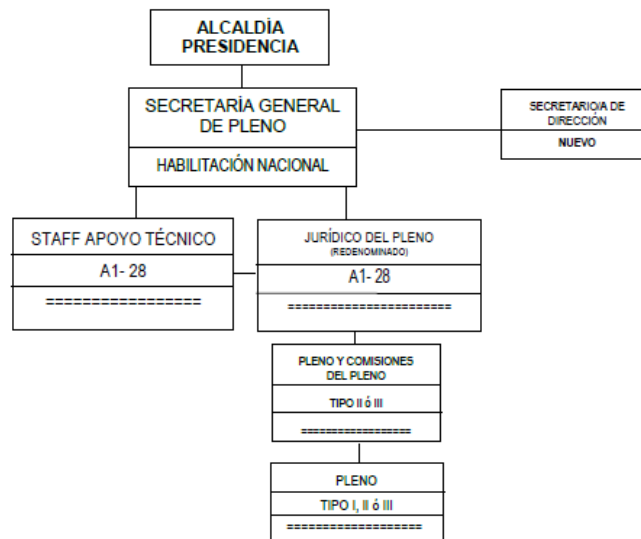 ALCALDÍA
PRESIDENCIA
SECRETARÍA GENERAL
DE PLENO
HABILITACIÓN NACIONAL
SECRETARIO/A DE
DIRECCIÓN
NUEVO
STAFF APOYO TÉCNICO
A1- 28
=================
JURÍDICO DEL PLENO
(REDENOMINADO)
A1- 28
=======================
PLENO Y COMISIONES
DEL PLENO
TIPO II ó III
==================
PLENO
TIPO I, II ó III
===================